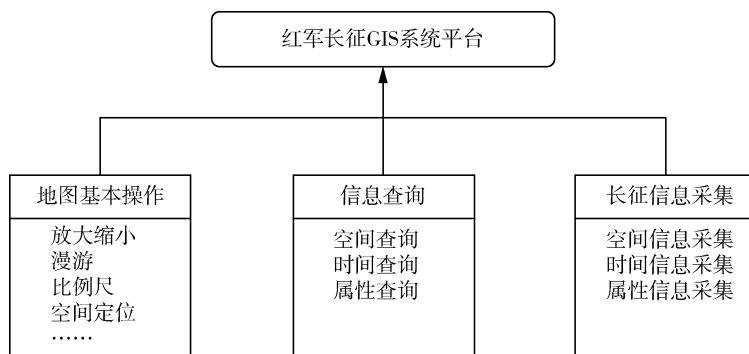 红军长征GIS系统平台
地图基本操作
放大缩小
漫游
比例尺
空间定位
……
信息查询
空间查询
时间查询
属性查询
长征信息采集
空间信息采集
时间信息采集
属性信息采集